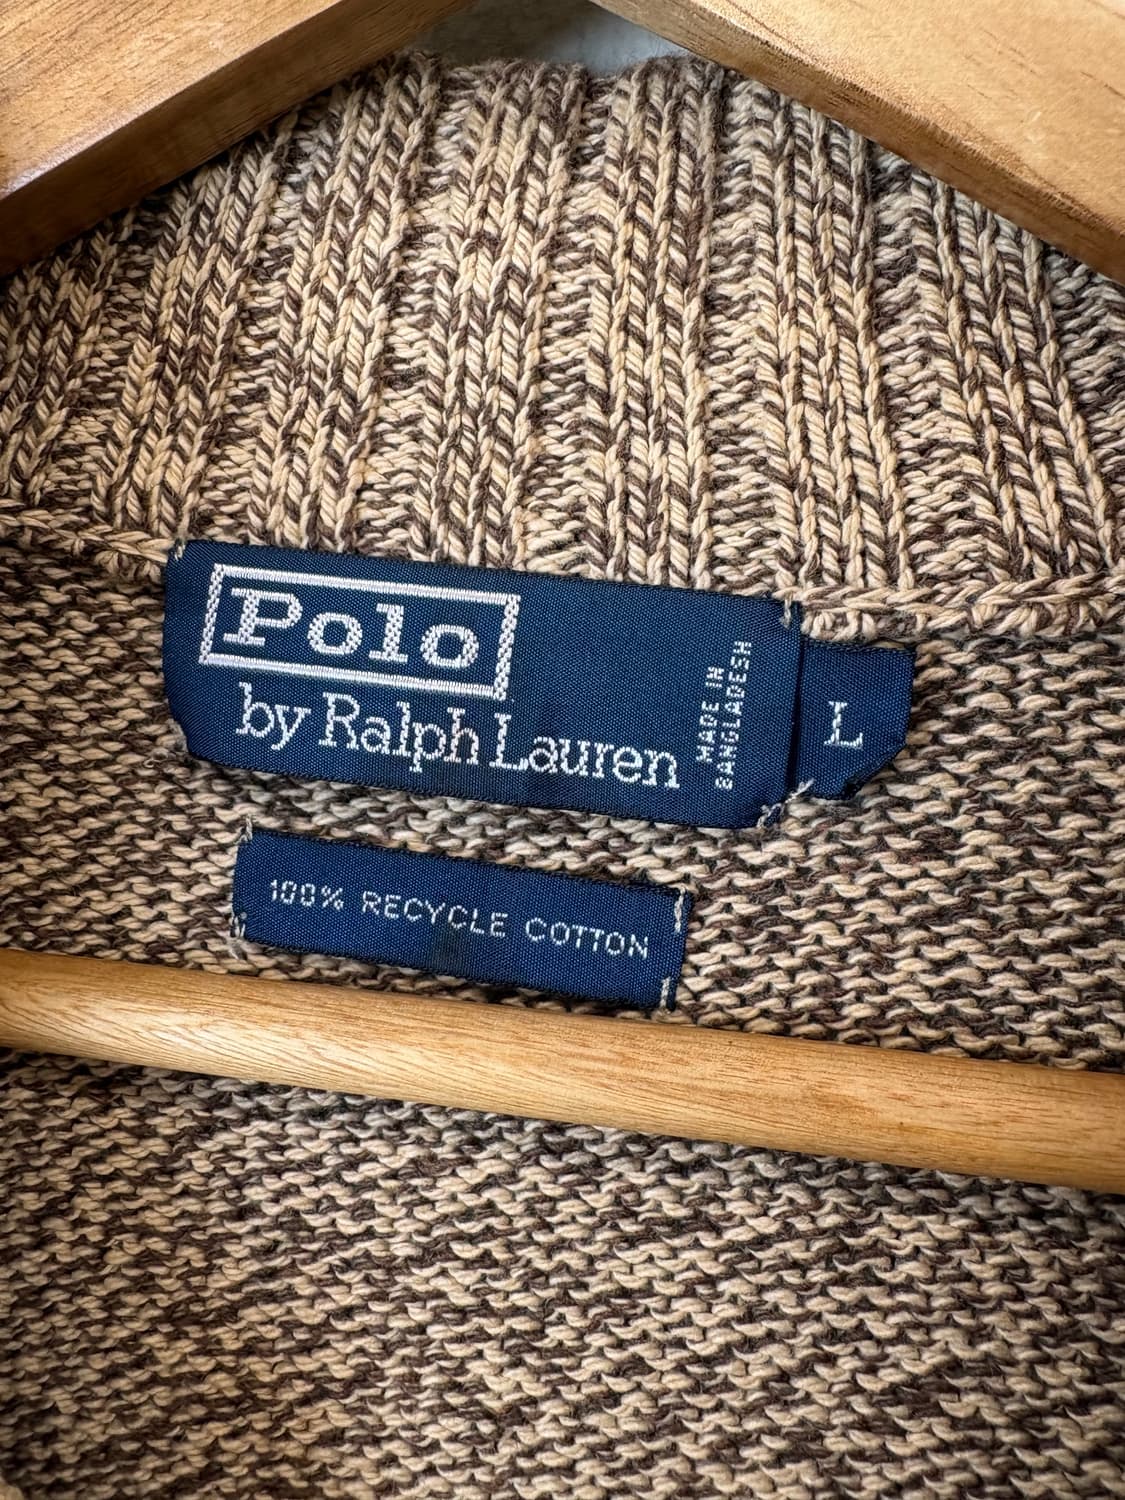 Polo
by Ralph Lauren
MADE IN
BANGLADESH
L
100% RECYCLE COTTON